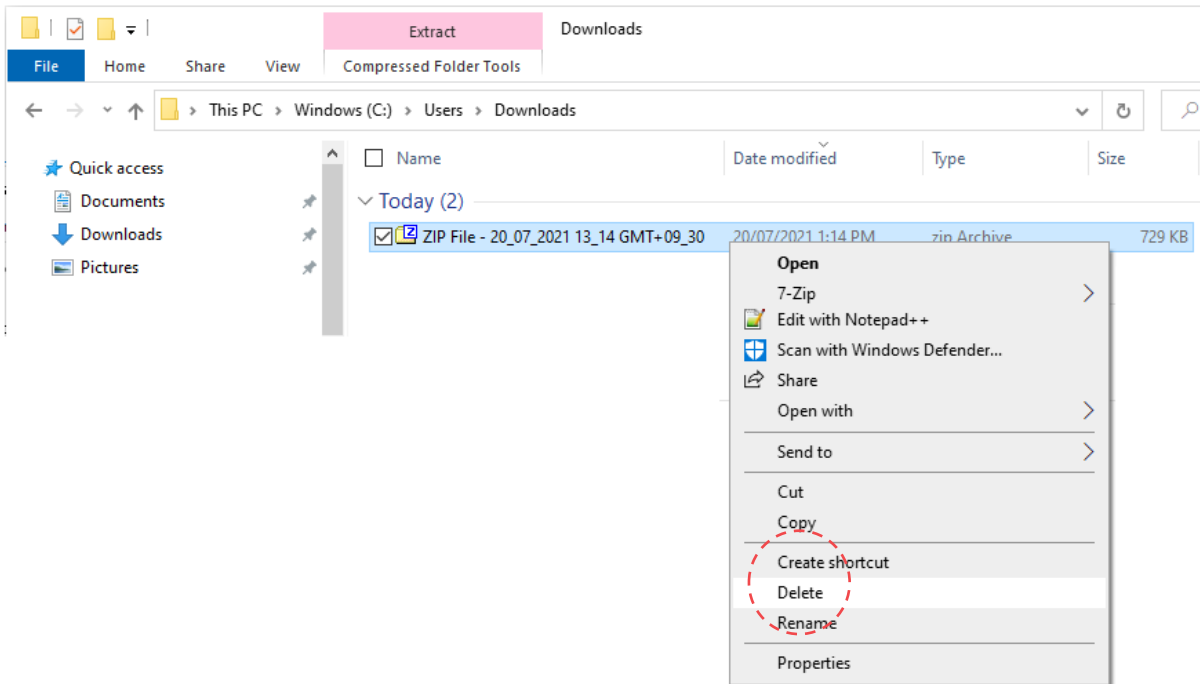 Extract
Downloads
File Home Share View Compressed Folder Tools
This PC Windows (C:) Users Downloads
Quick access
Documents
Downloads
Pictures
Name Date modified Type Size
Today (2)
ZIP File - 20_07_2021 13_14 GMT+09_30 20/07/2021 1:14 PM zip Archive 729 KB
Open
7-Zip
Edit with Notepad++
Scan with Windows Defender...
Share
Open with
Send to
Cut
Copy
Create shortcut
Delete
Rename
Properties